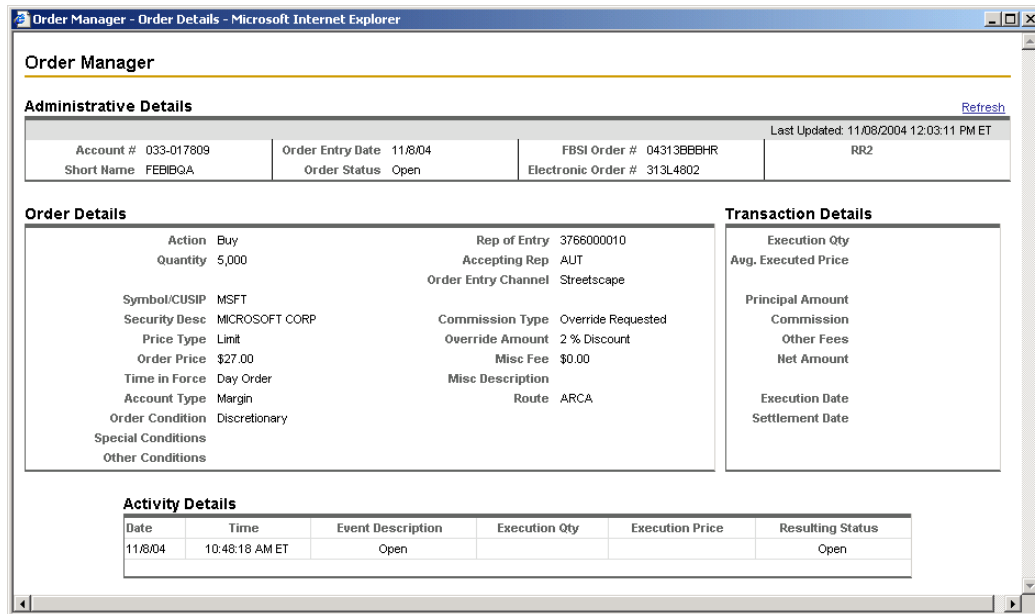 Order Manager - Order Details - Microsoft Internet Explorer
Order Manager
Administrative Details Refresh
Last Updated: 11/08/2004 12:03:11 PM ET
Account # 033-017809 Order Entry Date 11/8/04 FBSI Order # 04313BBBHR RR2
Short Name FEBIBQA Order Status Open Electronic Order # 313L4802
Order Details Transaction Details
Action Buy Rep of Entry 3766000010 Execution Qty
Quantity 5,000 Accepting Rep AUT Avg. Executed Price
Order Entry Channel Streetscape
Symbol/CUSIP MSFT Principal Amount
Security Desc MICROSOFT CORP Commission Type Override Requested Commission
Price Type Limit Override Amount 2 % Discount Other Fees
Order Price $27.00 Misc Fee $0.00 Net Amount
Time in Force Day Order Misc Description
Account Type Margin Route ARCA Execution Date
Order Condition Discretionary Settlement Date
Special Conditions
Other Conditions
Activity Details
Date Time Event Description Execution Qty Execution Price Resulting Status
11/8/04 10:48:18 AM ET Open Open